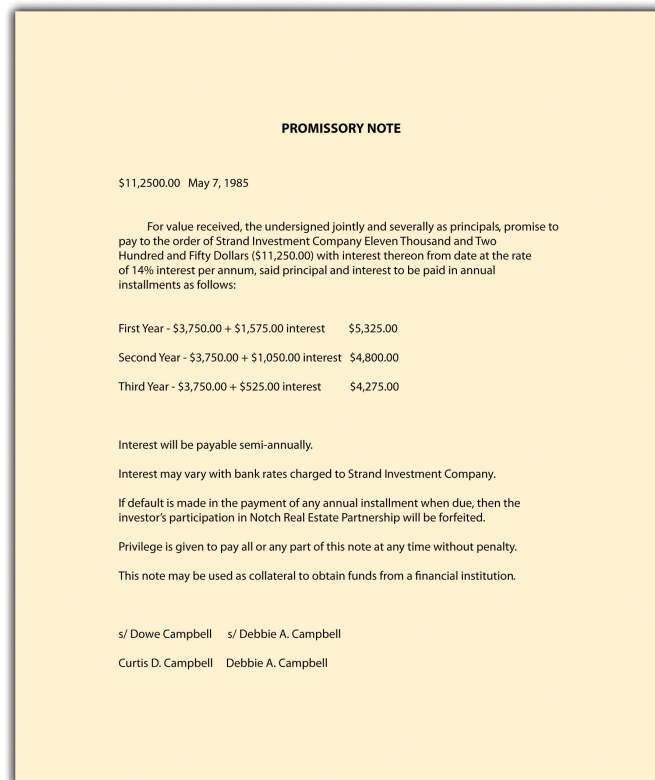 PROMISSORY NOTE
$11,2500.00 May 7, 1985
For value received, the undersigned jointly and severally as principals, promise to
pay to the order of Strand Investment Company Eleven Thousand and Two
Hundred and Fifty Dollars ($11,250.00) with interest thereon from date at the rate
of 14% interest per annum, said principal and interest to be paid in annual
installments as follows:
First Year - $3,750.00 + $1,575.00 interest $5,325.00
Second Year - $3,750.00 + $1,050.00 interest $4,800.00
Third Year - $3,750.00 + $525.00 interest $4,275.00
Interest will be payable semi-annually.
Interest may vary with bank rates charged to Strand Investment Company.
If default is made in the payment of any annual installment when due, then the
investor's participation in Notch Real Estate Partnership will be forfeited.
Privilege is given to pay all or any part of this note at any time without penalty.
This note may be used as collateral to obtain funds from a financial institution.
s/ Dowe Campbell s/ Debbie A. Campbell
Curtis D. Campbell Debbie A. Campbell